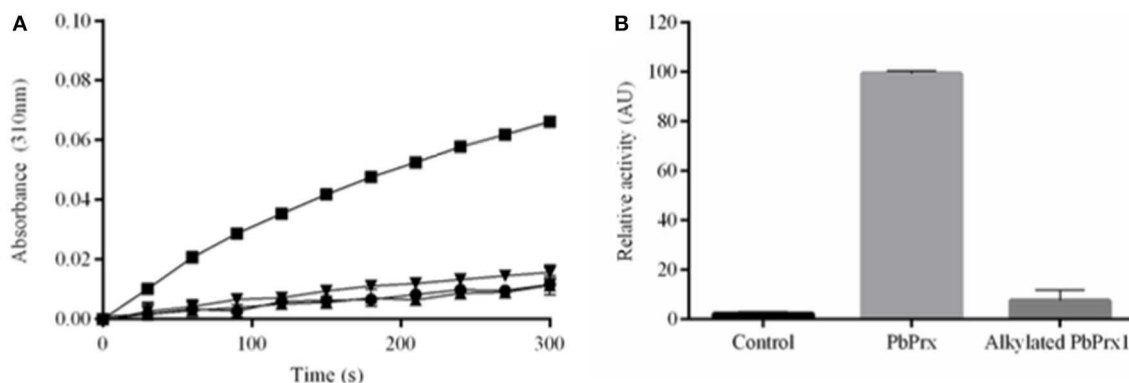 A
Absorbance (310nm)
0.10
0.08
0.06
0.04
0.02
0.00
0
100
200
300
Time (s)
B
Relative activity (AU)
120
100
80
60
40
20
0
Control
PbPrx
Alkylated PbPrx1